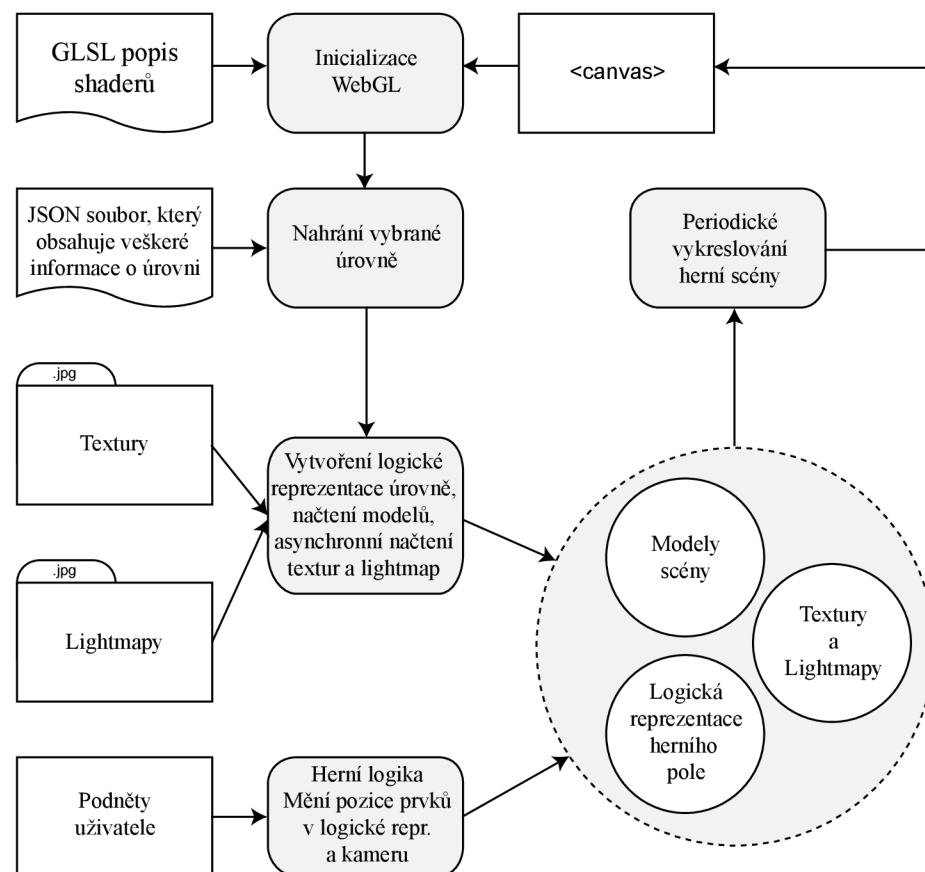 GLSL popis
shaderů
Inicializace
WebGL
<canvas>
JSON soubor, který
obsahuje veškeré
informace o úrovni
Nahrání vybrané
úrovně
Periodické
vykreslování
herní scény
.jpg
Textury
Vytvoření logické
reprezentace úrovně,
načtení modelů,
asynchronní načtení
textur a lightmap
.jpg
Lightmapy
Modely
scény
Textury
a
Lightmapy
Logická
reprezentace
herního
pole
Podněty
uživatele
Herní logika
Mění pozice prvků
v logické repr.
a kameru